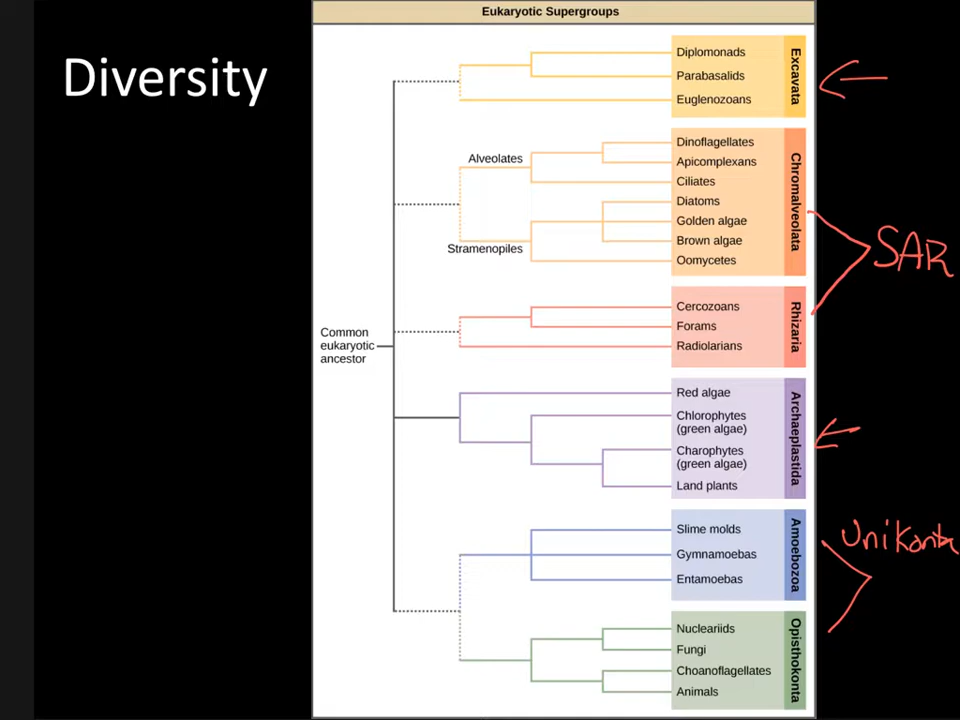 Diversity
Eukaryotic Supergroups
Diplomonads
Parabasalids
Euglenozoans
Excavata
Alveolates
Dinoflagellates
Apicomplexans
Ciliates
Stramenopiles
Diatoms
Golden algae
Brown algae
Oomycetes
Chromalveolata
SAR
Cercozoans
Forams
Radiolarians
Rhizaria
Common
eukaryotic
ancestor
Red algae
Chlorophytes
(green algae)
Charophytes
(green algae)
Land plants
Archaeplastida
Slime molds
Gymnamoebas
Entamoebas
Amoebozoa
Unikonta
Nucleariids
Fungi
Choanoflagellates
Animals
Opisthokonta